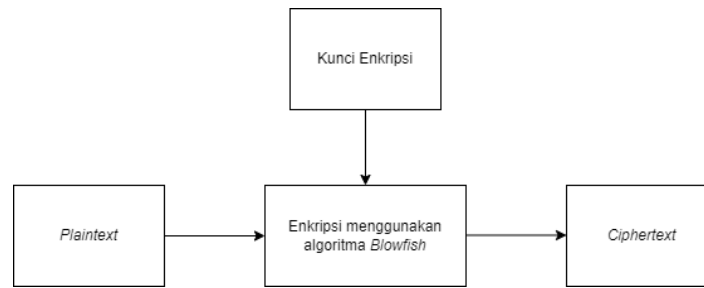 Kunci Enkripsi
Plaintext
Enkripsi menggunakan
algoritma Blowfish
Ciphertext